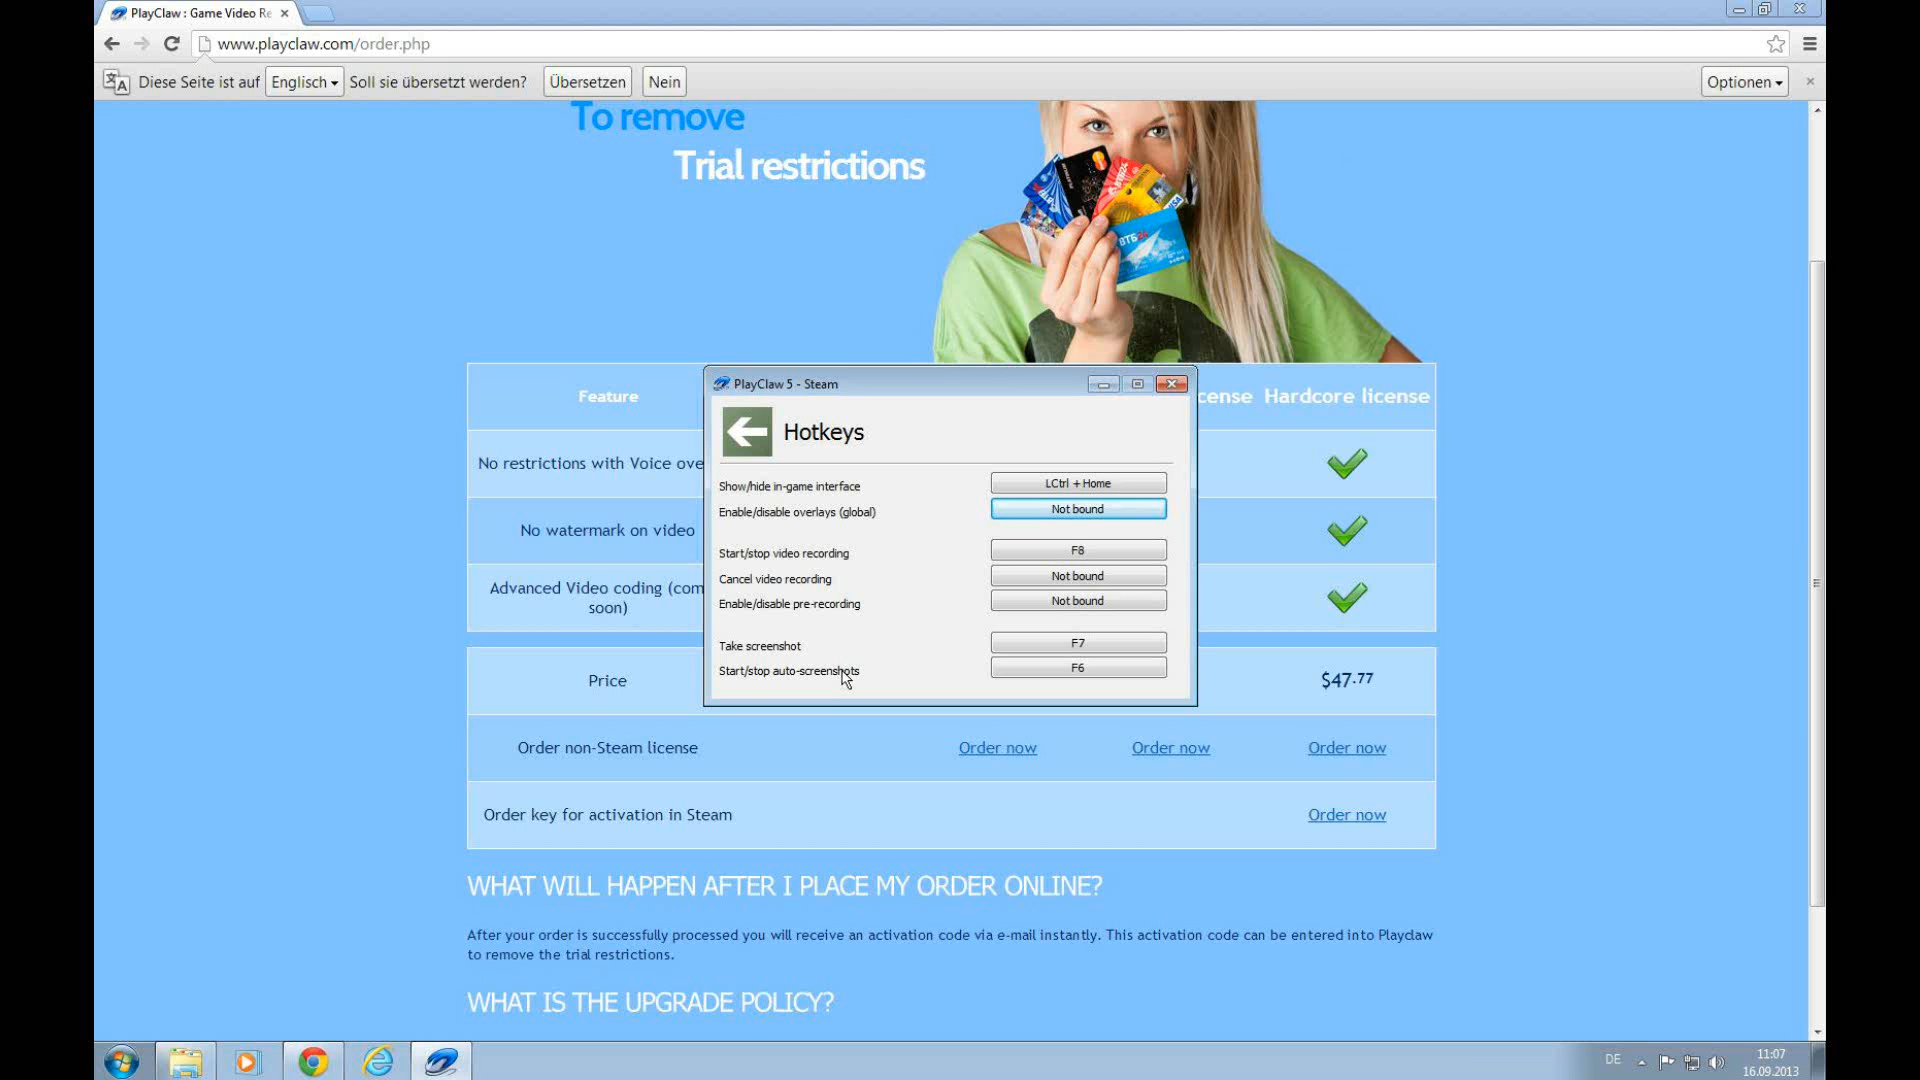 PlayClaw : Game Video Re
www.playclaw.com/order.php
Diese Seite ist auf Englisch Soll sie übersetzt werden? Übersetzen Nein Optionen
To remove
Trial restrictions
ВТБ24
VISA
Feature
cense
Hardcore license
No restrictions with Voice ove
No watermark on video
Advanced Video coding (com
soon)
PlayClaw 5 - Steam
Hotkeys
Show/hide in-game interface LCtrl + Home
Enable/disable overlays (global) Not bound
Start/stop video recording F8
Cancel video recording Not bound
Enable/disable pre-recording Not bound
Take screenshot F7
Start/stop auto-screenshots F6
Price $47.77
Order non-Steam license Order now Order now Order now
Order key for activation in Steam Order now
WHAT WILL HAPPEN AFTER I PLACE MY ORDER ONLINE?
After your order is successfully processed you will receive an activation code via e-mail instantly. This activation code can be entered into Playclaw
to remove the trial restrictions.
WHAT IS THE UPGRADE POLICY?
DE
11:07
16.09.2013